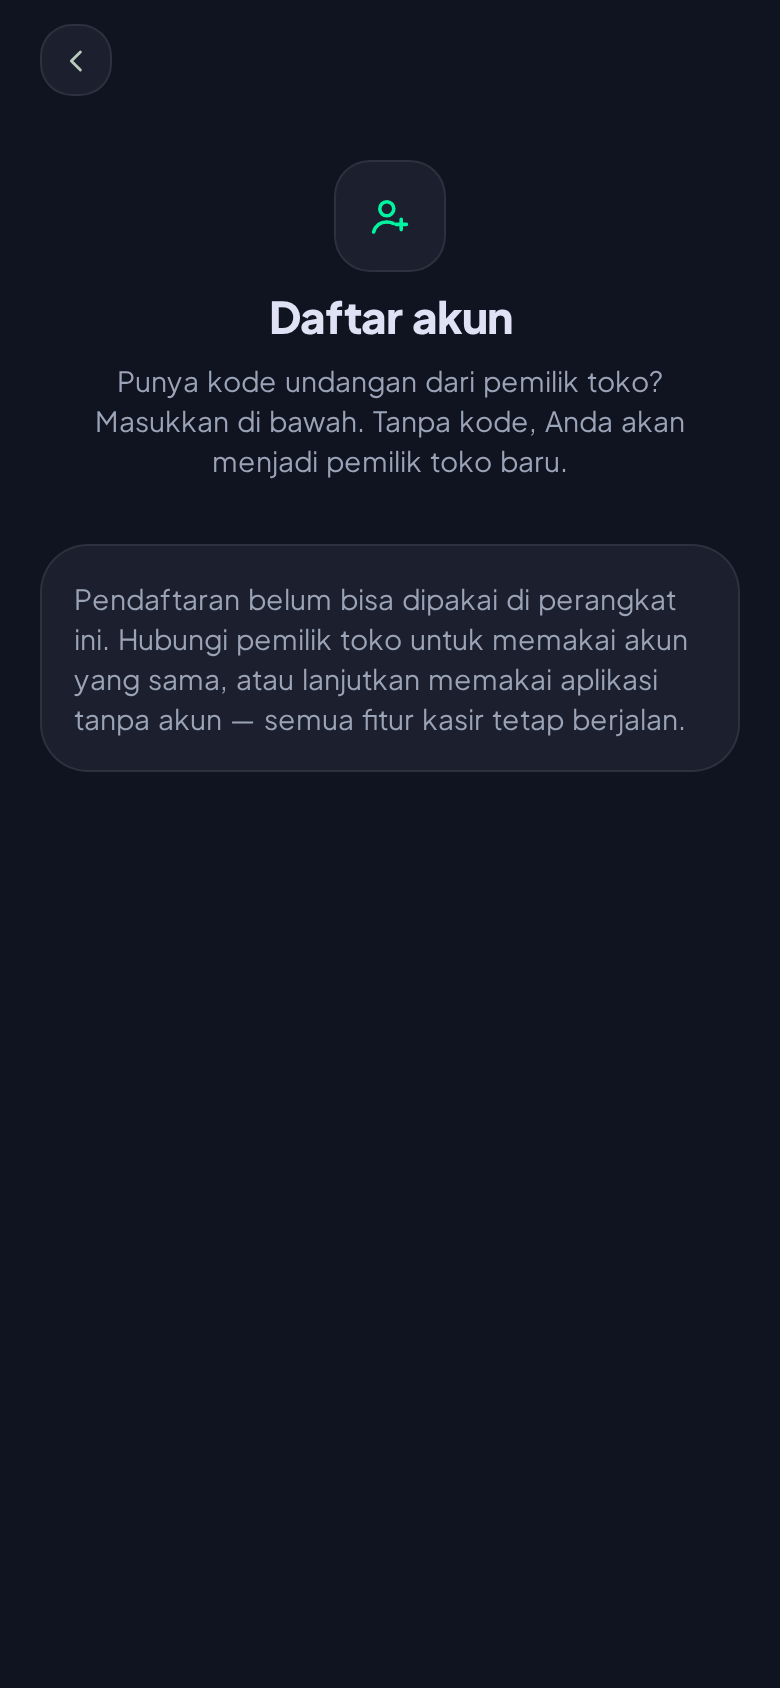 Daftar akun
Punya kode undangan dari pemilik toko?
Masukkan di bawah. Tanpa kode, Anda akan
menjadi pemilik toko baru.
Pendaftaran belum bisa dipakai di perangkat
ini. Hubungi pemilik toko untuk memakai akun
yang sama, atau lanjutkan memakai aplikasi
tanpa akun — semua fitur kasir tetap berjalan.